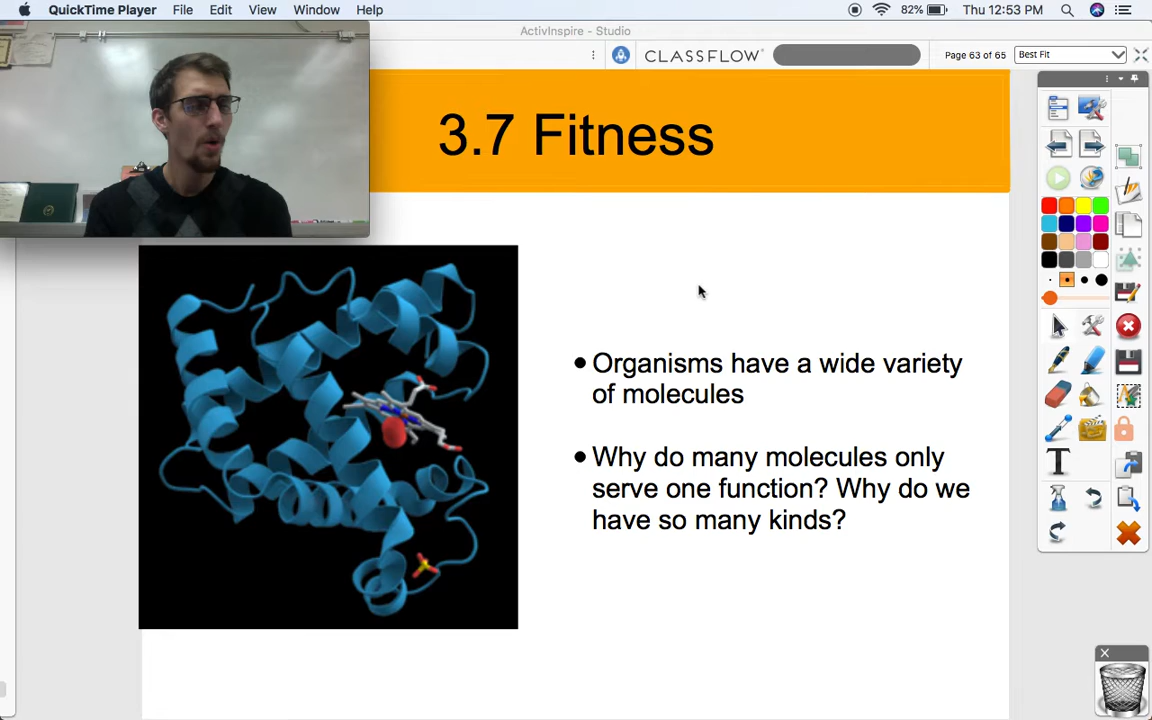 QuickTime Player File Edit View Window Help 82% Thu 12:53 PM
ActivInspire - Studio
CLASSFLOW Page 63 of 65 Best Fit
3.7 Fitness
• Organisms have a wide variety
of molecules
• Why do many molecules only
serve one function? Why do we
have so many kinds?
T